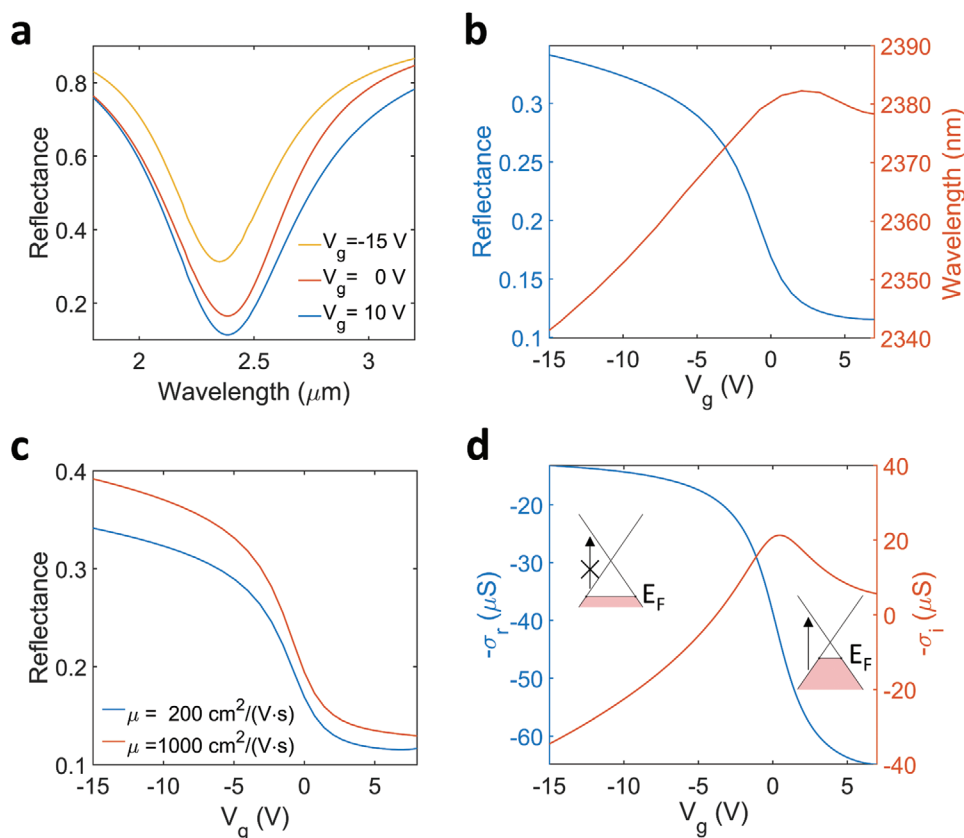 a
Reflectance
0.8
0.6
0.4
0.2
2
2.5
3
Wavelength (μm)
V_g=-15 V
V_g= 0 V
V_g= 10 V
b
Reflectance
0.3
0.25
0.2
0.15
0.1
-15
-10
-5
0
5
V_g (V)
2390
2380
2370
2360
2350
2340
Wavelength (nm)
c
Reflectance
0.4
0.3
0.2
0.1
-15
-10
-5
0
5
V_g (V)
μ = 200 cm²/(V·s)
μ =1000 cm²/(V·s)
d
-σ_r (μS)
-20
-30
-40
-50
-60
-15
-10
-5
0
5
V_g (V)
40
20
0
-20
-40
-σ_i (μS)
E_F
E_F